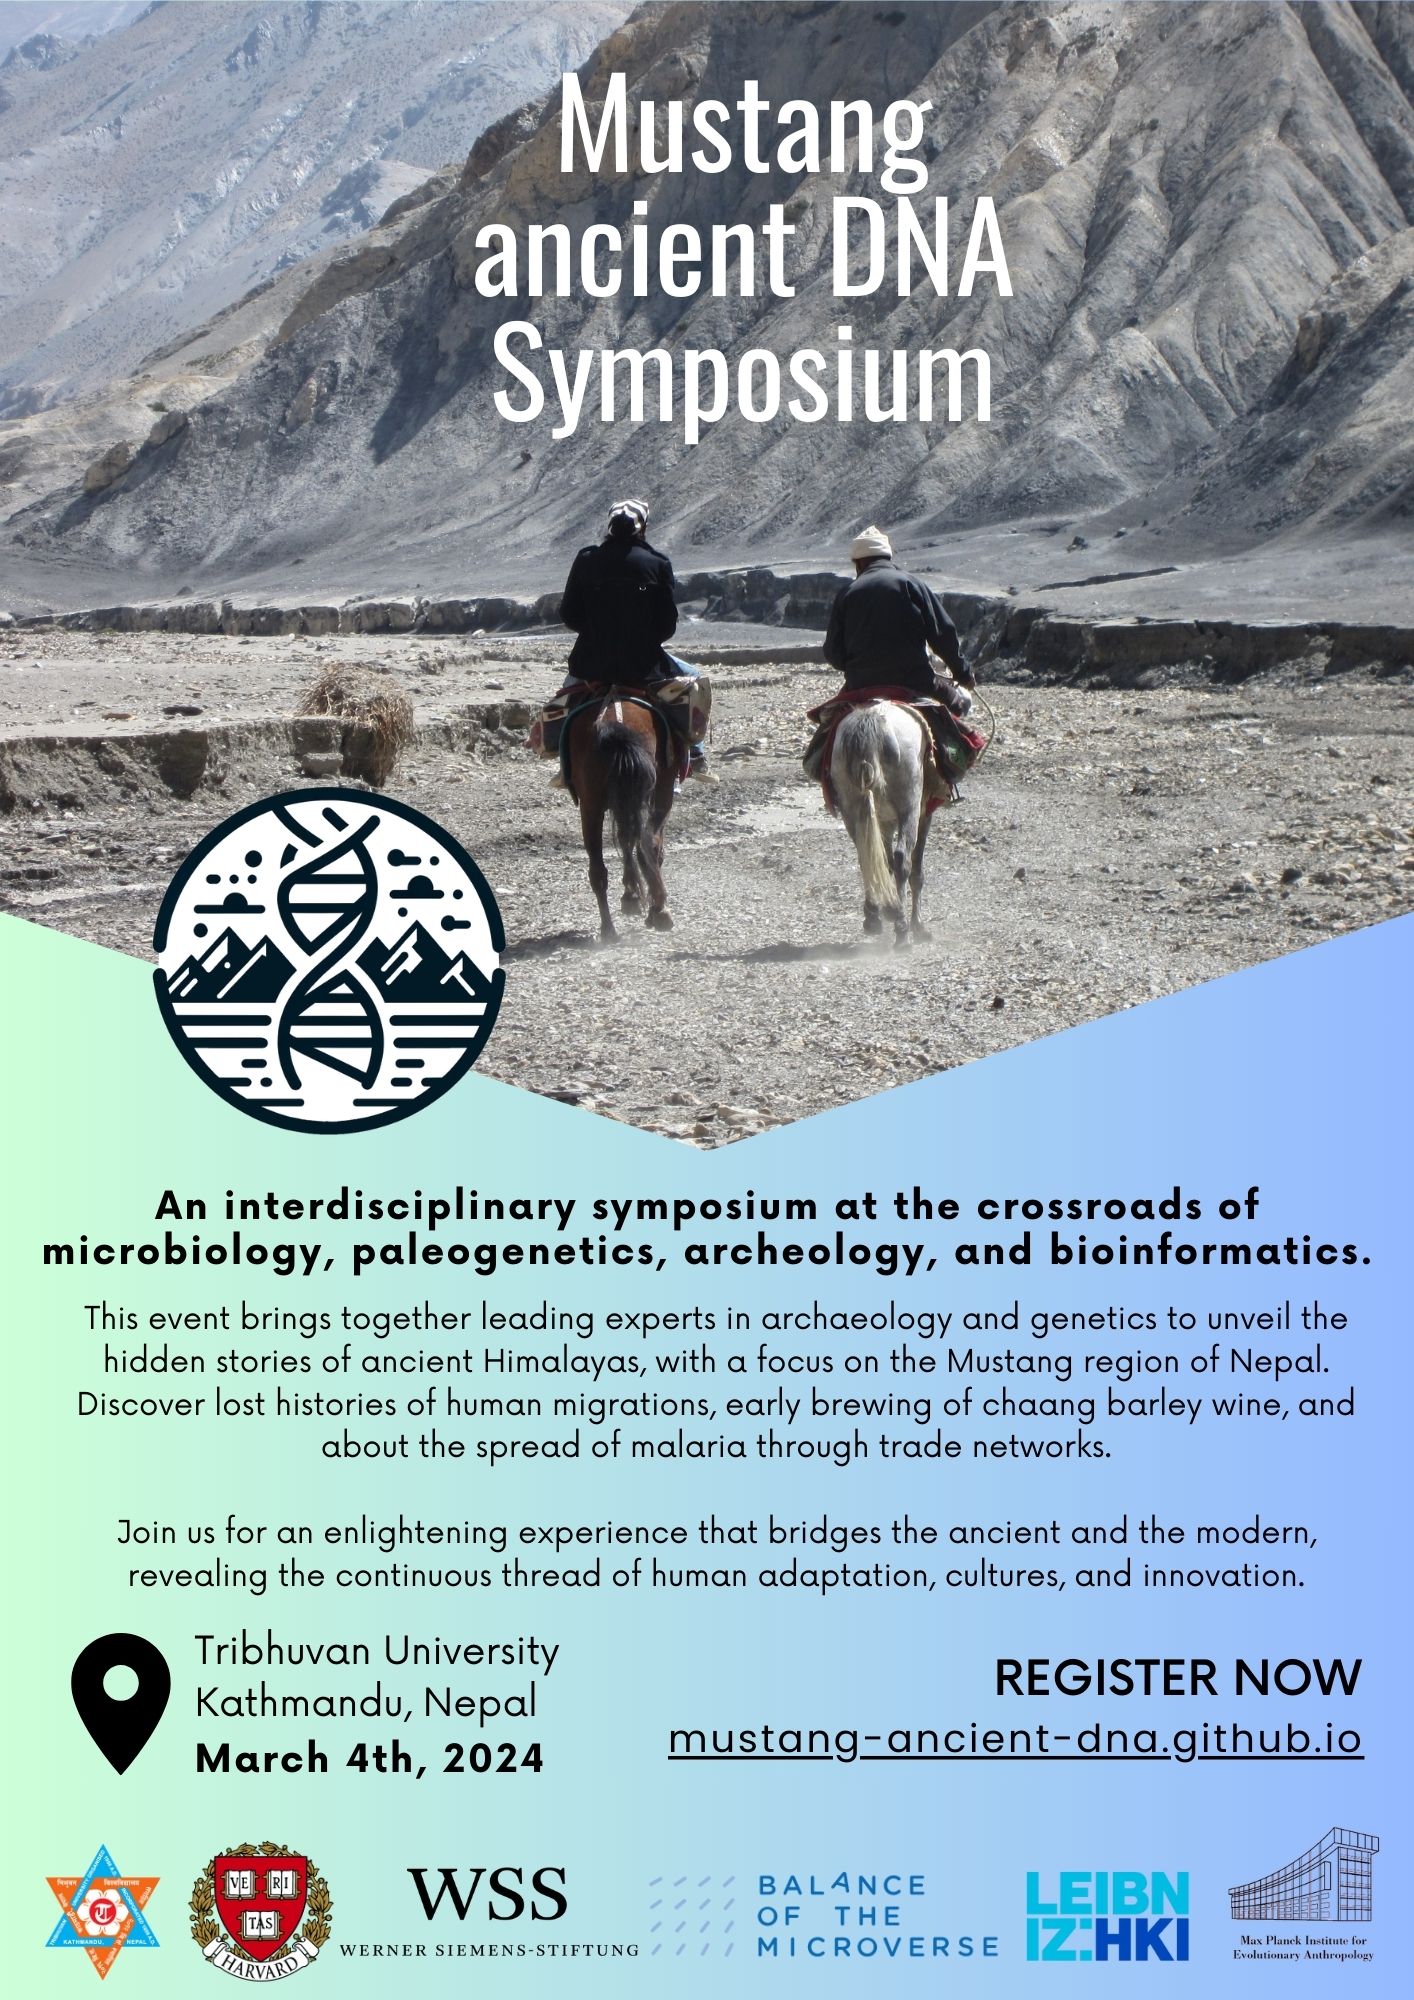 Mustang
ancient DNA
Symposium
An interdisciplinary symposium at the crossroads of
microbiology, paleogenetics, archeology, and bioinformatics.
This event brings together leading experts in archaeology and genetics to unveil the
hidden stories of ancient Himalayas, with a focus on the Mustang region of Nepal.
Discover lost histories of human migrations, early brewing of chaang barley wine, and
about the spread of malaria through trade networks.
Join us for an enlightening experience that bridges the ancient and the modern,
revealing the continuous thread of human adaptation, cultures, and innovation.
Tribhuvan University
Kathmandu, Nepal
March 4th, 2024
REGISTER NOW
mustang-ancient-dna.github.io
KATHMANDU, NEPAL
VE RI
TAS
HARVARD
WSS
WERNER SIEMENS-STIFTUNG
BALANCE
OF THE
MICROVERSE
LEIBN
IZ:HKI
Max Planck Institute for
Evolutionary Anthropology